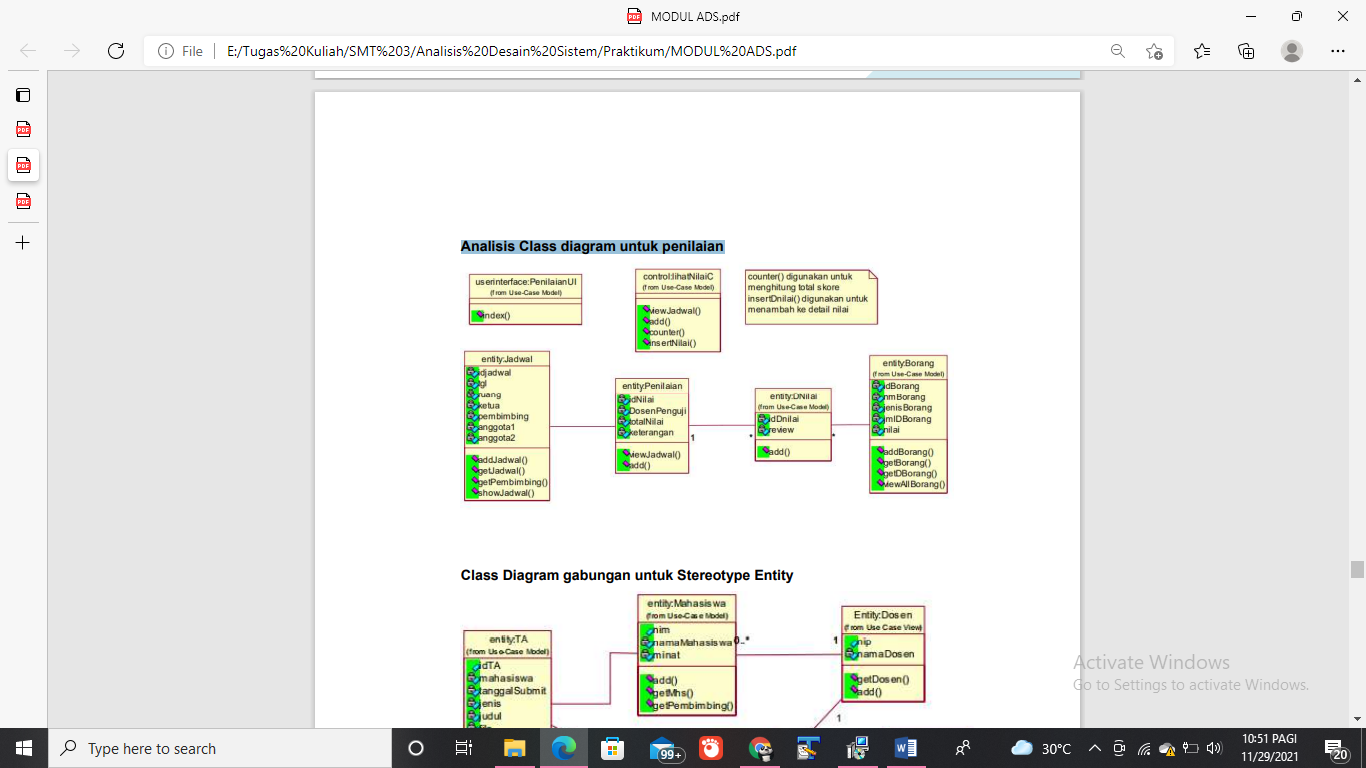 MODUL ADS.pdf
File
E:/Tugas%20Kuliah/SMT%203/Analisis%20Desain%20Sistem/Praktikum/MODUL%20ADS.pdf
Analisis Class diagram untuk penilaian
userinterface:PenilaianUI
(from Use-Case Model)
index()
control:lihatNilaiC
(from Use-Case Model)
viewJadwal()
add()
counter()
insertNilai()
counter() digunakan untuk
menghitung total skore
insertDnilai() digunakan untuk
menambah ke detail nilai
entity:Jadwal
idjadwal
tgl
ruang
ketua
pembimbing
anggota1
anggota2
addJadwal()
getJadwal()
getPembimbing()
showJadwal()
entity:Penilaian
idNilai
DosenPenguji
totalNilai
keterangan
viewJadwal()
add()
1
*
entity:DNilai
(from Use-Case Model)
idDnilai
review
add()
*
entity:Borang
(from Use-Case Model)
idBorang
nmBorang
jenisBorang
jmlDBorang
nilai
addBorang()
getBorang()
getDBorang()
viewAllBorang()
Class Diagram gabungan untuk Stereotype Entity
entity:TA
(from Use-Case Model)
idTA
mahasiswa
tanggalSubmit
jenis
judul
entity:Mahasiswa
(from Use-Case Model)
nim
namaMahasiswa
minat
add()
getMhs()
getPembimbing()
0..*
1
Entity:Dosen
(from Use Case View)
nip
namaDosen
getDosen()
add()
1
Activate Windows
Go to Settings to activate Windows.
Type here to search
99+
30°C
10:51 PAGI
11/29/2021
20